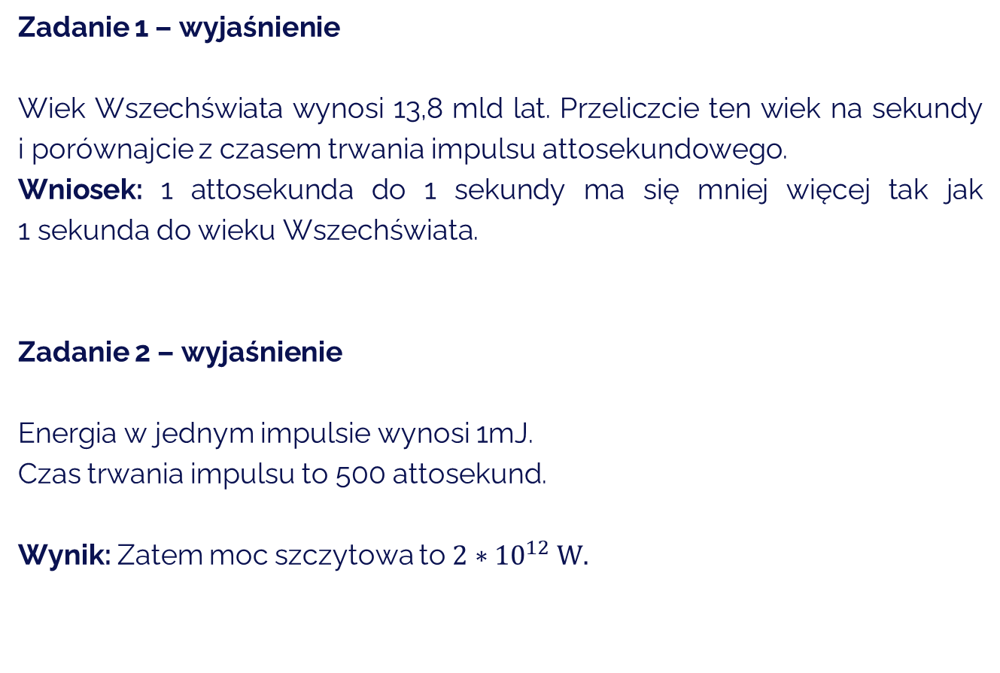 Zadanie 1 – wyjaśnienie
Wiek Wszechświata wynosi 13,8 mld lat. Przeliczcie ten wiek na sekundy
i porównajcie z czasem trwania impulsu attosekundowego.
Wniosek: 1 attosekunda do 1 sekundy ma się mniej więcej tak jak
1 sekunda do wieku Wszechświata.
Zadanie 2 – wyjaśnienie
Energia w jednym impulsie wynosi 1mJ.
Czas trwania impulsu to 500 attosekund.
Wynik: Zatem moc szczytowa to 2 * 10¹² W.